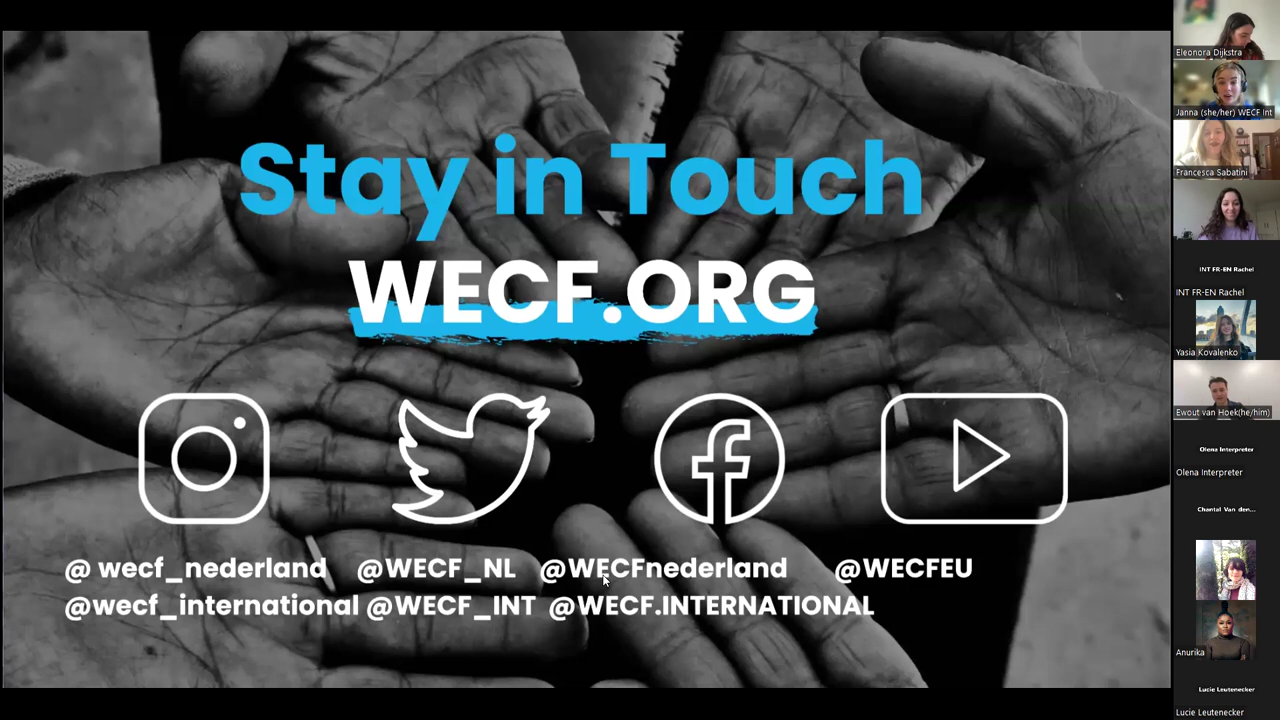 Stay in Touch
WECF.ORG
@ wecf_nederland @WECF_NL @WECFnederland @WECFEU
@wecf_international @WECF_INT @WECF.INTERNATIONAL
Eleonora Dijkstra
Janna (she/her) WECF Int
Francesca Sabatini
INT FR-EN Rachel
INT FR-EN Rachel
Yasia Kovalenko
Ewout van Hoek(he/him)
Olena Interpreter
Olena Interpreter
Chantal Van den...
Anurika
Lucie Leutenecker
Lucie Leutenecker